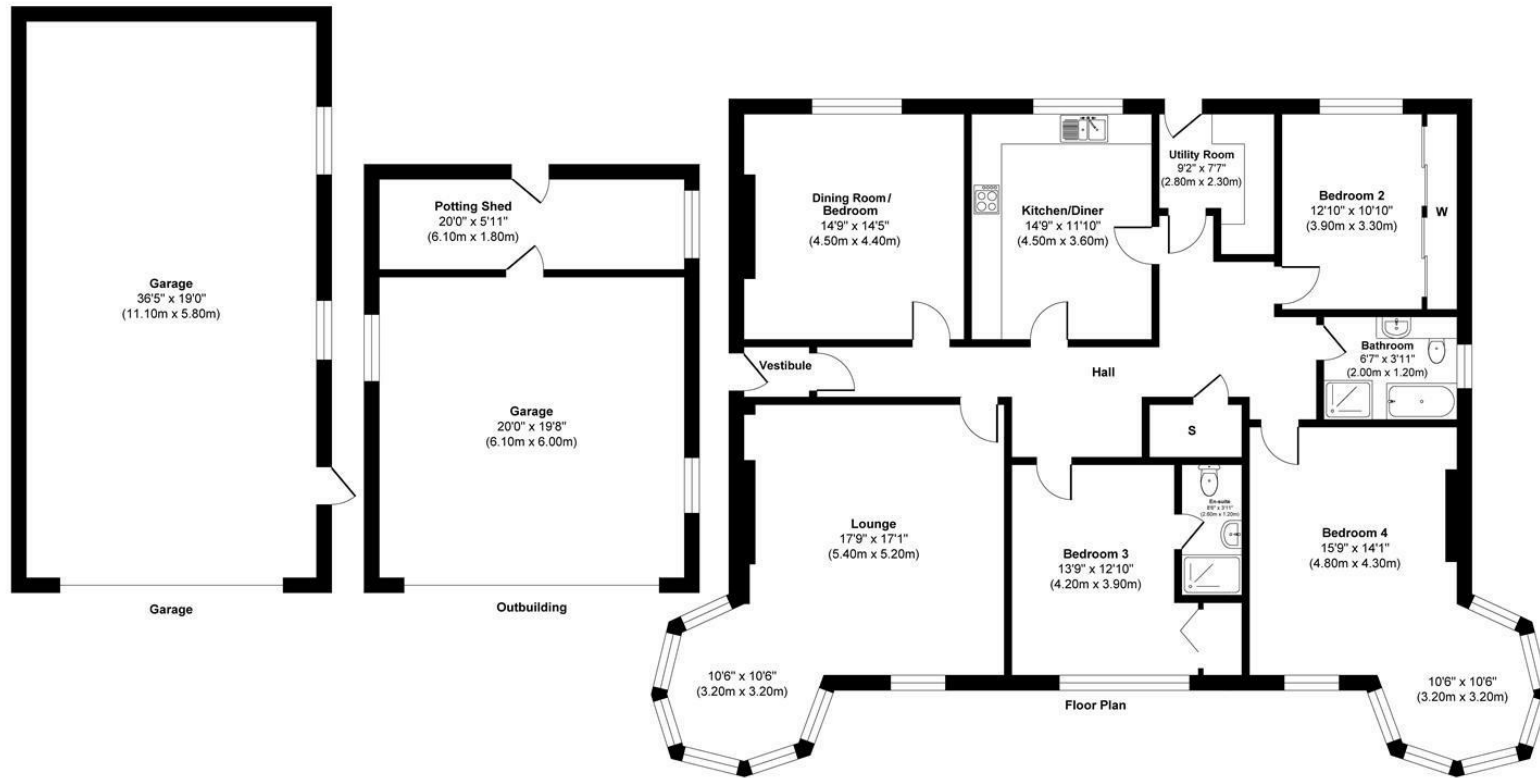 Garage
36'5" x 19'0"
(11.10m x 5.80m)
Garage
Potting Shed
20'0" x 5'11"
(6.10m x 1.80m)
Garage
20'0" x 19'8"
(6.10m x 6.00m)
Outbuilding
Dining Room/
Bedroom
14'9" x 14'5"
(4.50m x 4.40m)
Kitchen/Diner
14'9" x 11'10"
(4.50m x 3.60m)
Utility Room
9'2" x 7'7"
(2.80m x 2.30m)
Bedroom 2
12'10" x 10'10"
(3.90m x 3.30m)
W
Vestibule
Hall
Bathroom
6'7" x 3'11"
(2.00m x 1.20m)
S
Lounge
17'9" x 17'1"
(5.40m x 5.20m)
Bedroom 3
13'9" x 12'10"
(4.20m x 3.90m)
En-suite
(2.60m x 1.20m)
Bedroom 4
15'9" x 14'1"
(4.80m x 4.30m)
10'6" x 10'6"
(3.20m x 3.20m)
10'6" x 10'6"
(3.20m x 3.20m)
Floor Plan